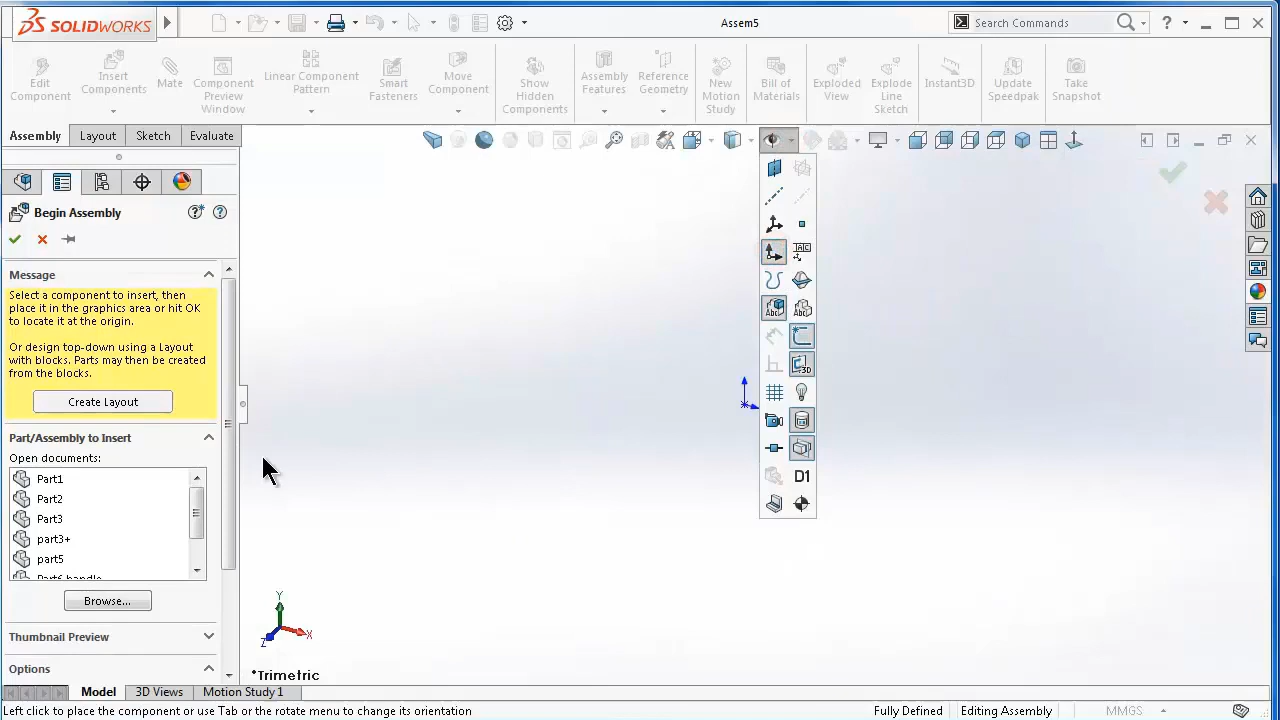 SOLIDWORKS
Assem5
Search Commands
?
Edit
Component
Insert
Components
Mate
Component
Preview
Window
Linear Component
Pattern
Smart
Fasteners
Move
Component
Show
Hidden
Components
Assembly
Features
Reference
Geometry
New
Motion
Study
Bill of
Materials
Exploded
View
Explode
Line
Sketch
Instant3D
Update
Speedpak
Take
Snapshot
Assembly
Layout
Sketch
Evaluate
Begin Assembly
Message
Select a component to insert, then
place it in the graphics area or hit OK
to locate it at the origin.
Or design top-down using a Layout
with blocks. Parts may then be created
from the blocks.
Create Layout
Part/Assembly to Insert
Open documents:
Part1
Part2
Part3
part3+
part5
Part6 handle
Browse...
Thumbnail Preview
Options
D1
Y
X
Z
*Trimetric
Model
3D Views
Motion Study 1
Left click to place the component or use Tab or the rotate menu to change its orientation
Fully Defined
Editing Assembly
MMGS